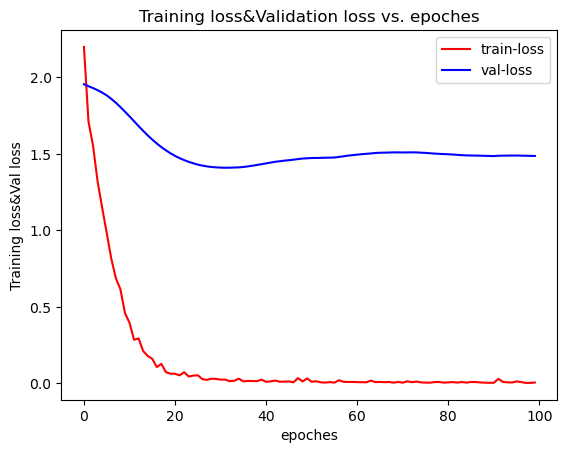 Training loss&Validation loss vs. epoches
train-loss
val-loss
Training loss&Val loss
2.0
1.5
1.0
0.5
0.0
0 20 40 60 80 100
epoches